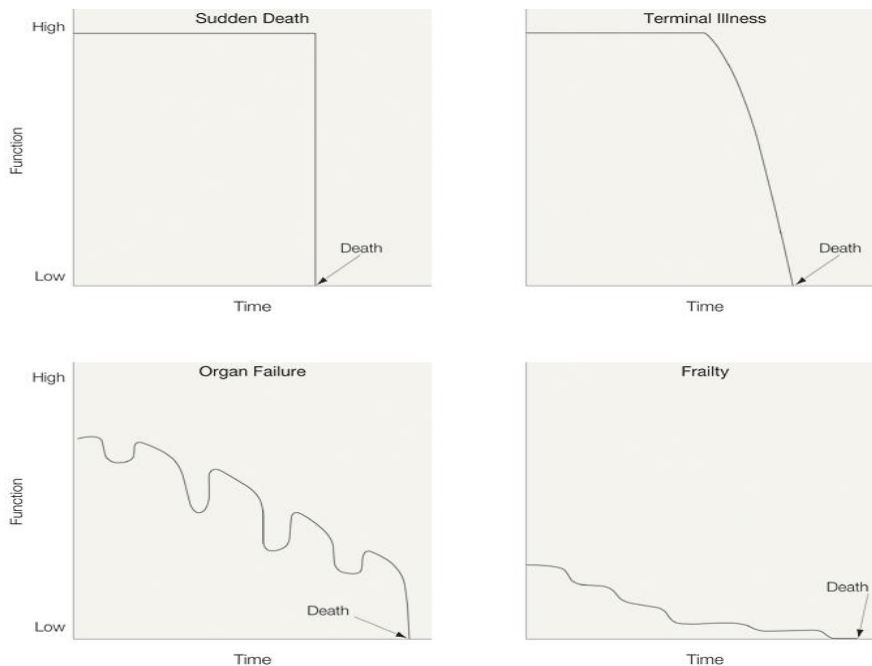 Sudden Death
High
Function
Low
Death
Time
Terminal Illness
Death
Time
Organ Failure
High
Function
Low
Death
Time
Frailty
Death
Time